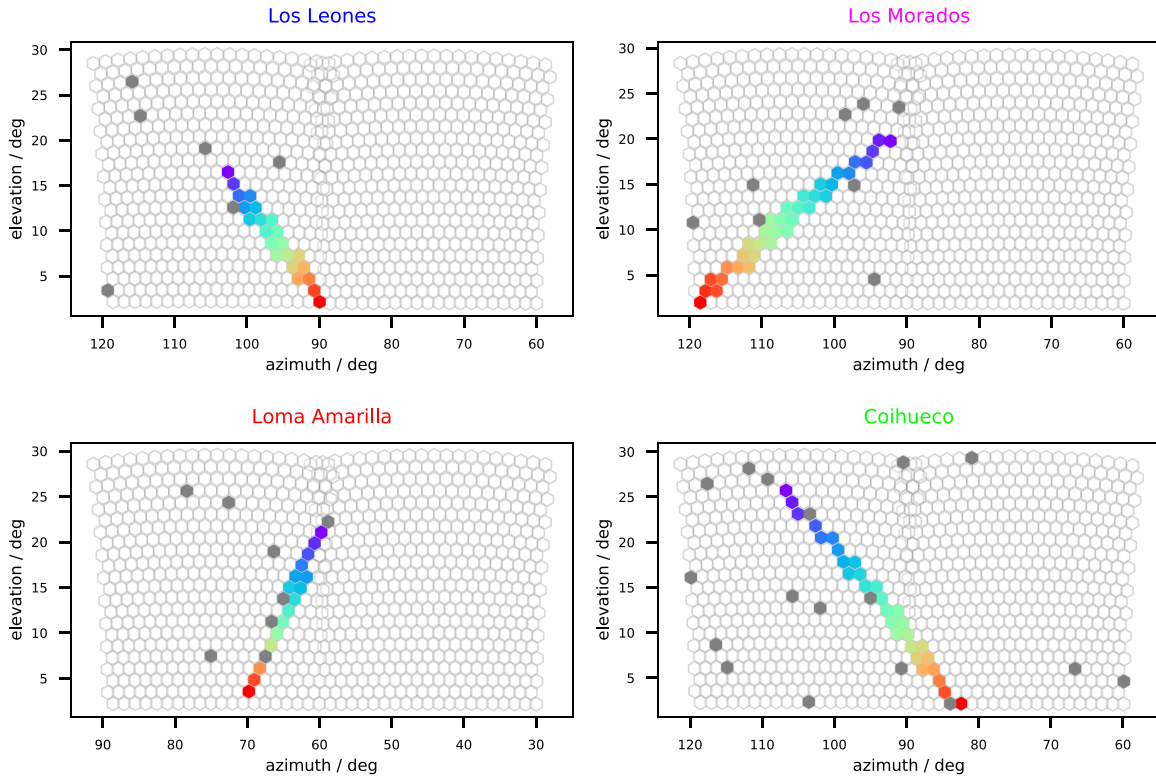 Los Leones
30
25
20
15
10
5
elevation / deg
120 110 100 90 80 70 60
azimuth / deg
Los Morados
30
25
20
15
10
5
elevation / deg
120 110 100 90 80 70 60
azimuth / deg
Loma Amarilla
30
25
20
15
10
5
elevation / deg
90 80 70 60 50 40 30
azimuth / deg
Coihueco
30
25
20
15
10
5
elevation / deg
120 110 100 90 80 70 60
azimuth / deg